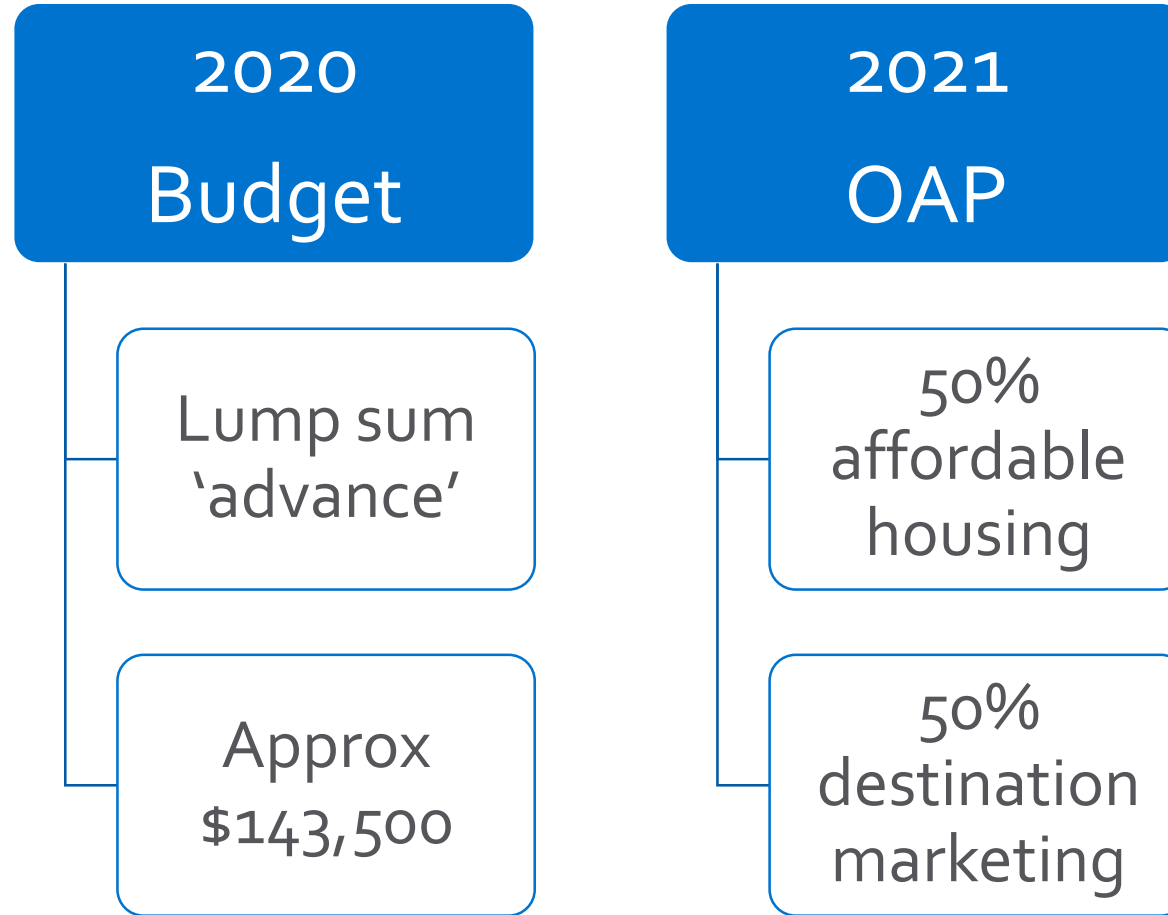 2020
Budget
Lump sum
‘advance’
Approx
$143,500
2021
OAP
50%
affordable
housing
50%
destination
marketing